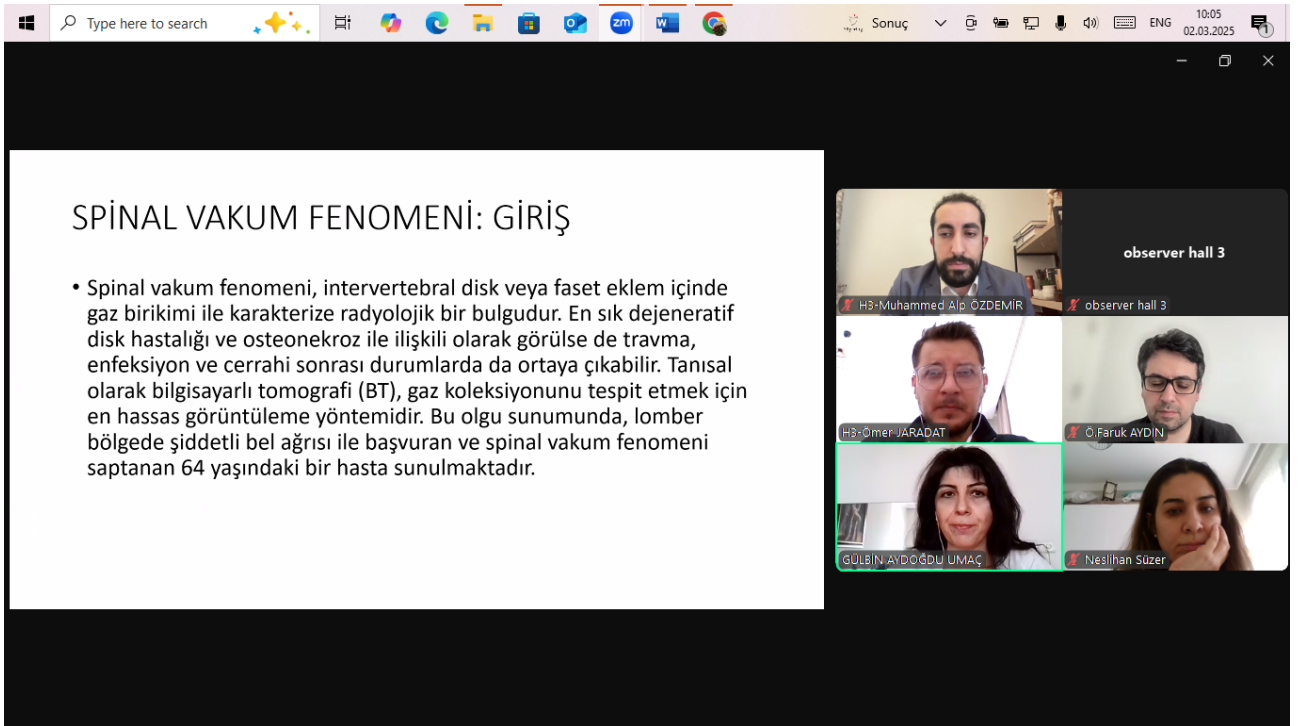 Type here to search
zm
W
Sonuç
ENG
10:05
02.03.2025
1
SPİNAL VAKUM FENOMENİ: GİRİŞ
• Spinal vakum fenomeni, intervertebral disk veya faset eklem içinde
gaz birikimi ile karakterize radyolojik bir bulgudur. En sık dejeneratif
disk hastalığı ve osteonekroz ile ilişkili olarak görülse de travma,
enfeksiyon ve cerrahi sonrası durumlarda da ortaya çıkabilir. Tanısal
olarak bilgisayarlı tomografi (BT), gaz koleksiyonunu tespit etmek için
en hassas görüntüleme yöntemidir. Bu olgu sunumunda, lomber
bölgede şiddetli bel ağrısı ile başvuran ve spinal vakum fenomeni
saptanan 64 yaşındaki bir hasta sunulmaktadır.
H3-Muhammed Alp ÖZDEMİR
observer hall 3
observer hall 3
H3-Ömer JARADAT
Ö.Faruk AYDIN
GÜLBİN AYDOĞDU UMAÇ
Neslihan Süzer